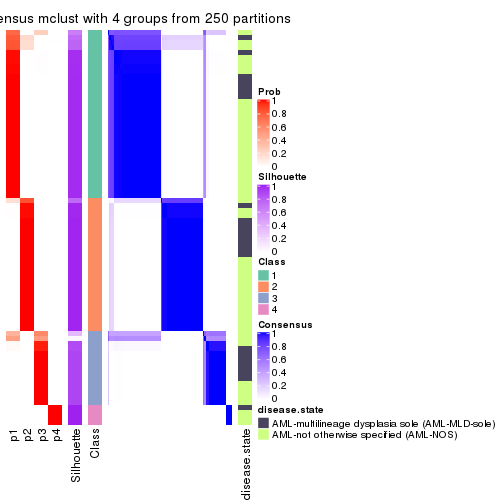 ensus mclust with 4 groups from 250 partitions
Prob
1
0.8
0.6
0.4
0.2
0
Silhouette
1
0.8
0.6
0.4
0.2
0
Class
1
2
3
4
Consensus
1
0.8
0.6
0.4
0.2
0
disease.state
AML-multilineage dysplasia sole (AML-MLD-sole)
AML-not otherwise specified (AML-NOS)
p1
p2
p3
p4
Silhouette
Class
disease.state